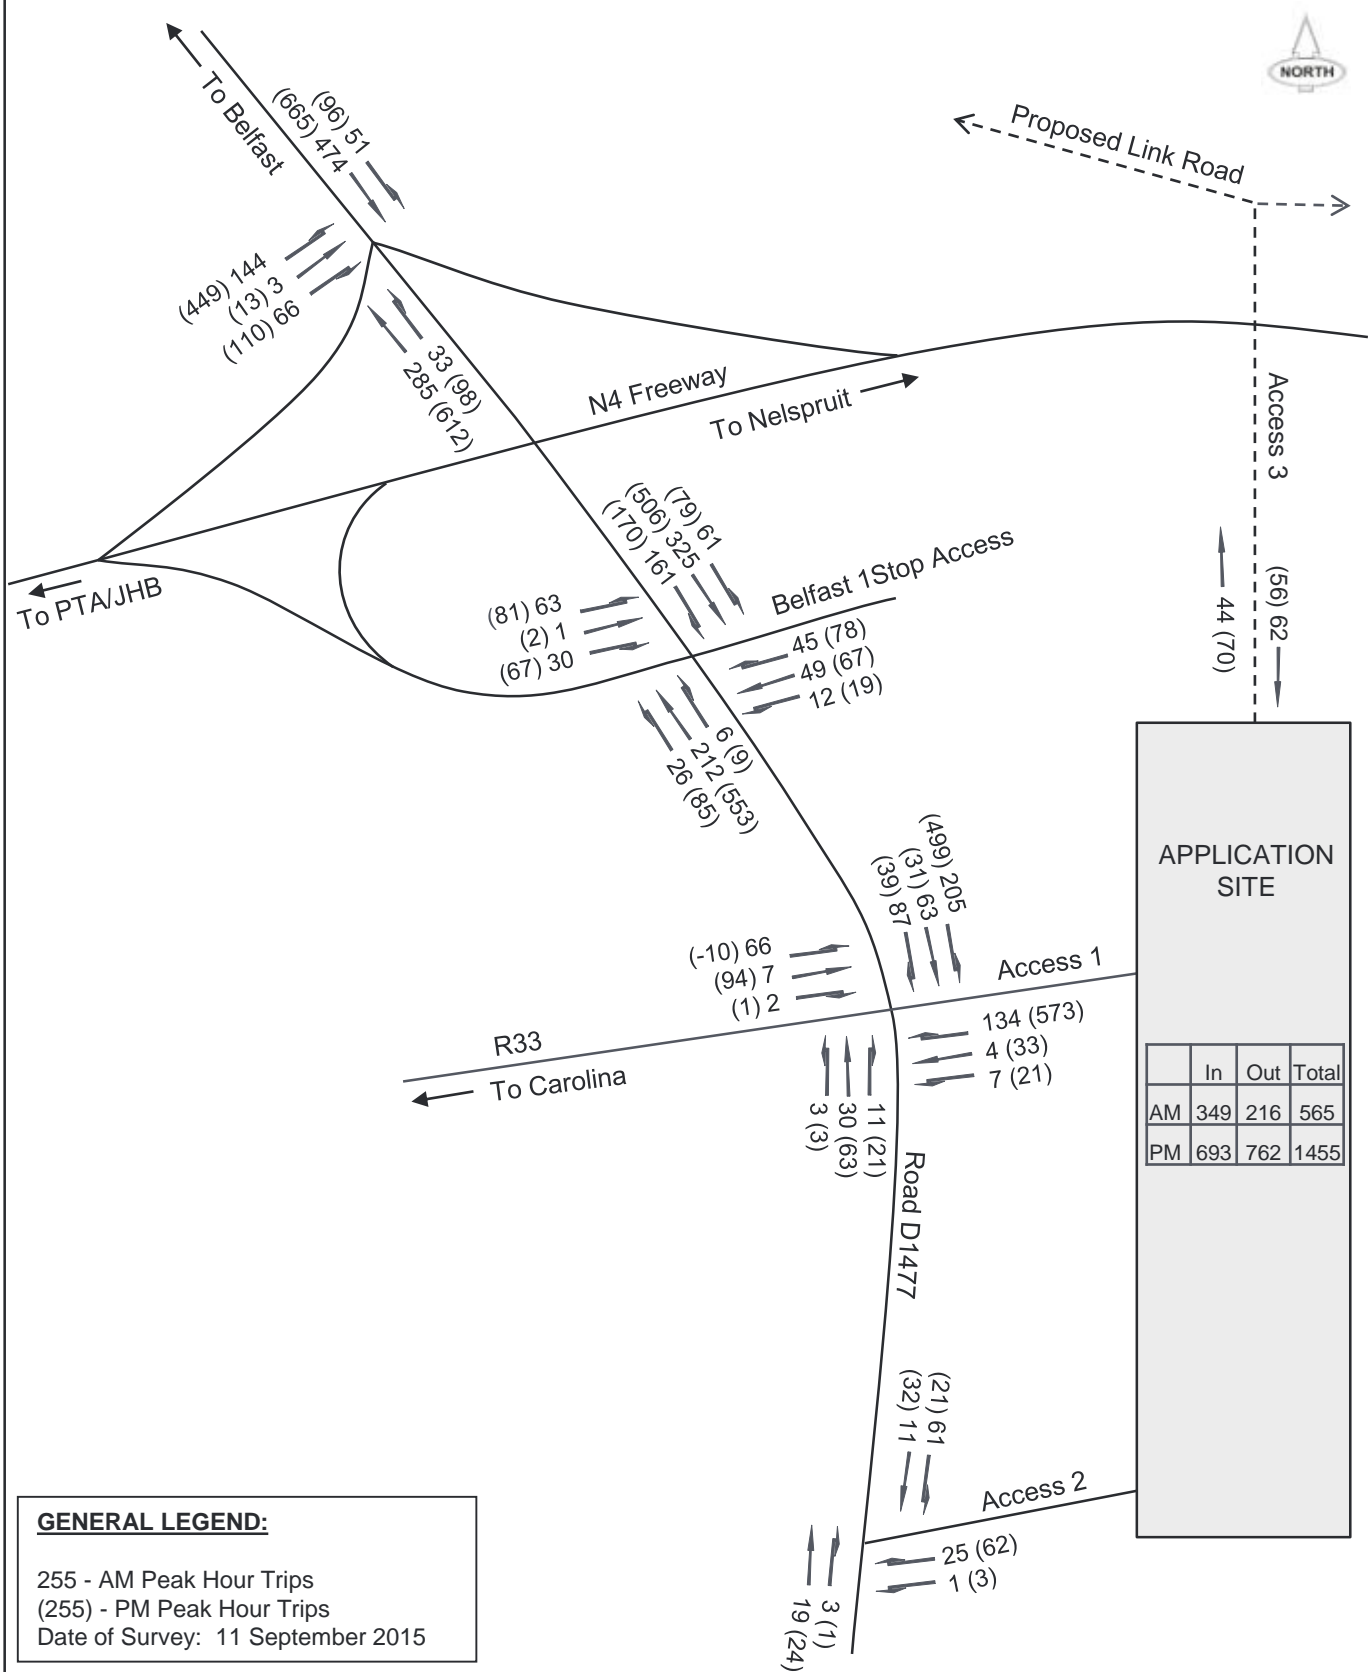 NORTH
To Belfast
(96) 51
(665) 474
Proposed Link Road
(449) 144
(13) 3
(110) 66
33 (98)
285 (612)
N4 Freeway
To Nelspruit
Access 3
(79) 61
(506) 325
(170) 161
Belfast 1Stop Access
To PTA/JHB
(81) 63
(2) 1
(67) 30
45 (78)
49 (67)
12 (19)
(56) 62
44 (70)
6 (9)
212 (553)
26 (85)
APPLICATION
SITE
(499) 205
(31) 63
(39) 87
(-10) 66
(94) 7
(1) 2
Access 1
134 (573)
4 (33)
7 (21)
R33
To Carolina
3 (3)
30 (63)
11 (21)
In Out Total
AM 349 216 565
PM 693 762 1455
Road D1477
(21) 61
(32) 11
Access 2
25 (62)
1 (3)
3 (1)
19 (24)
GENERAL LEGEND:
255 - AM Peak Hour Trips
(255) - PM Peak Hour Trips
Date of Survey: 11 September 2015